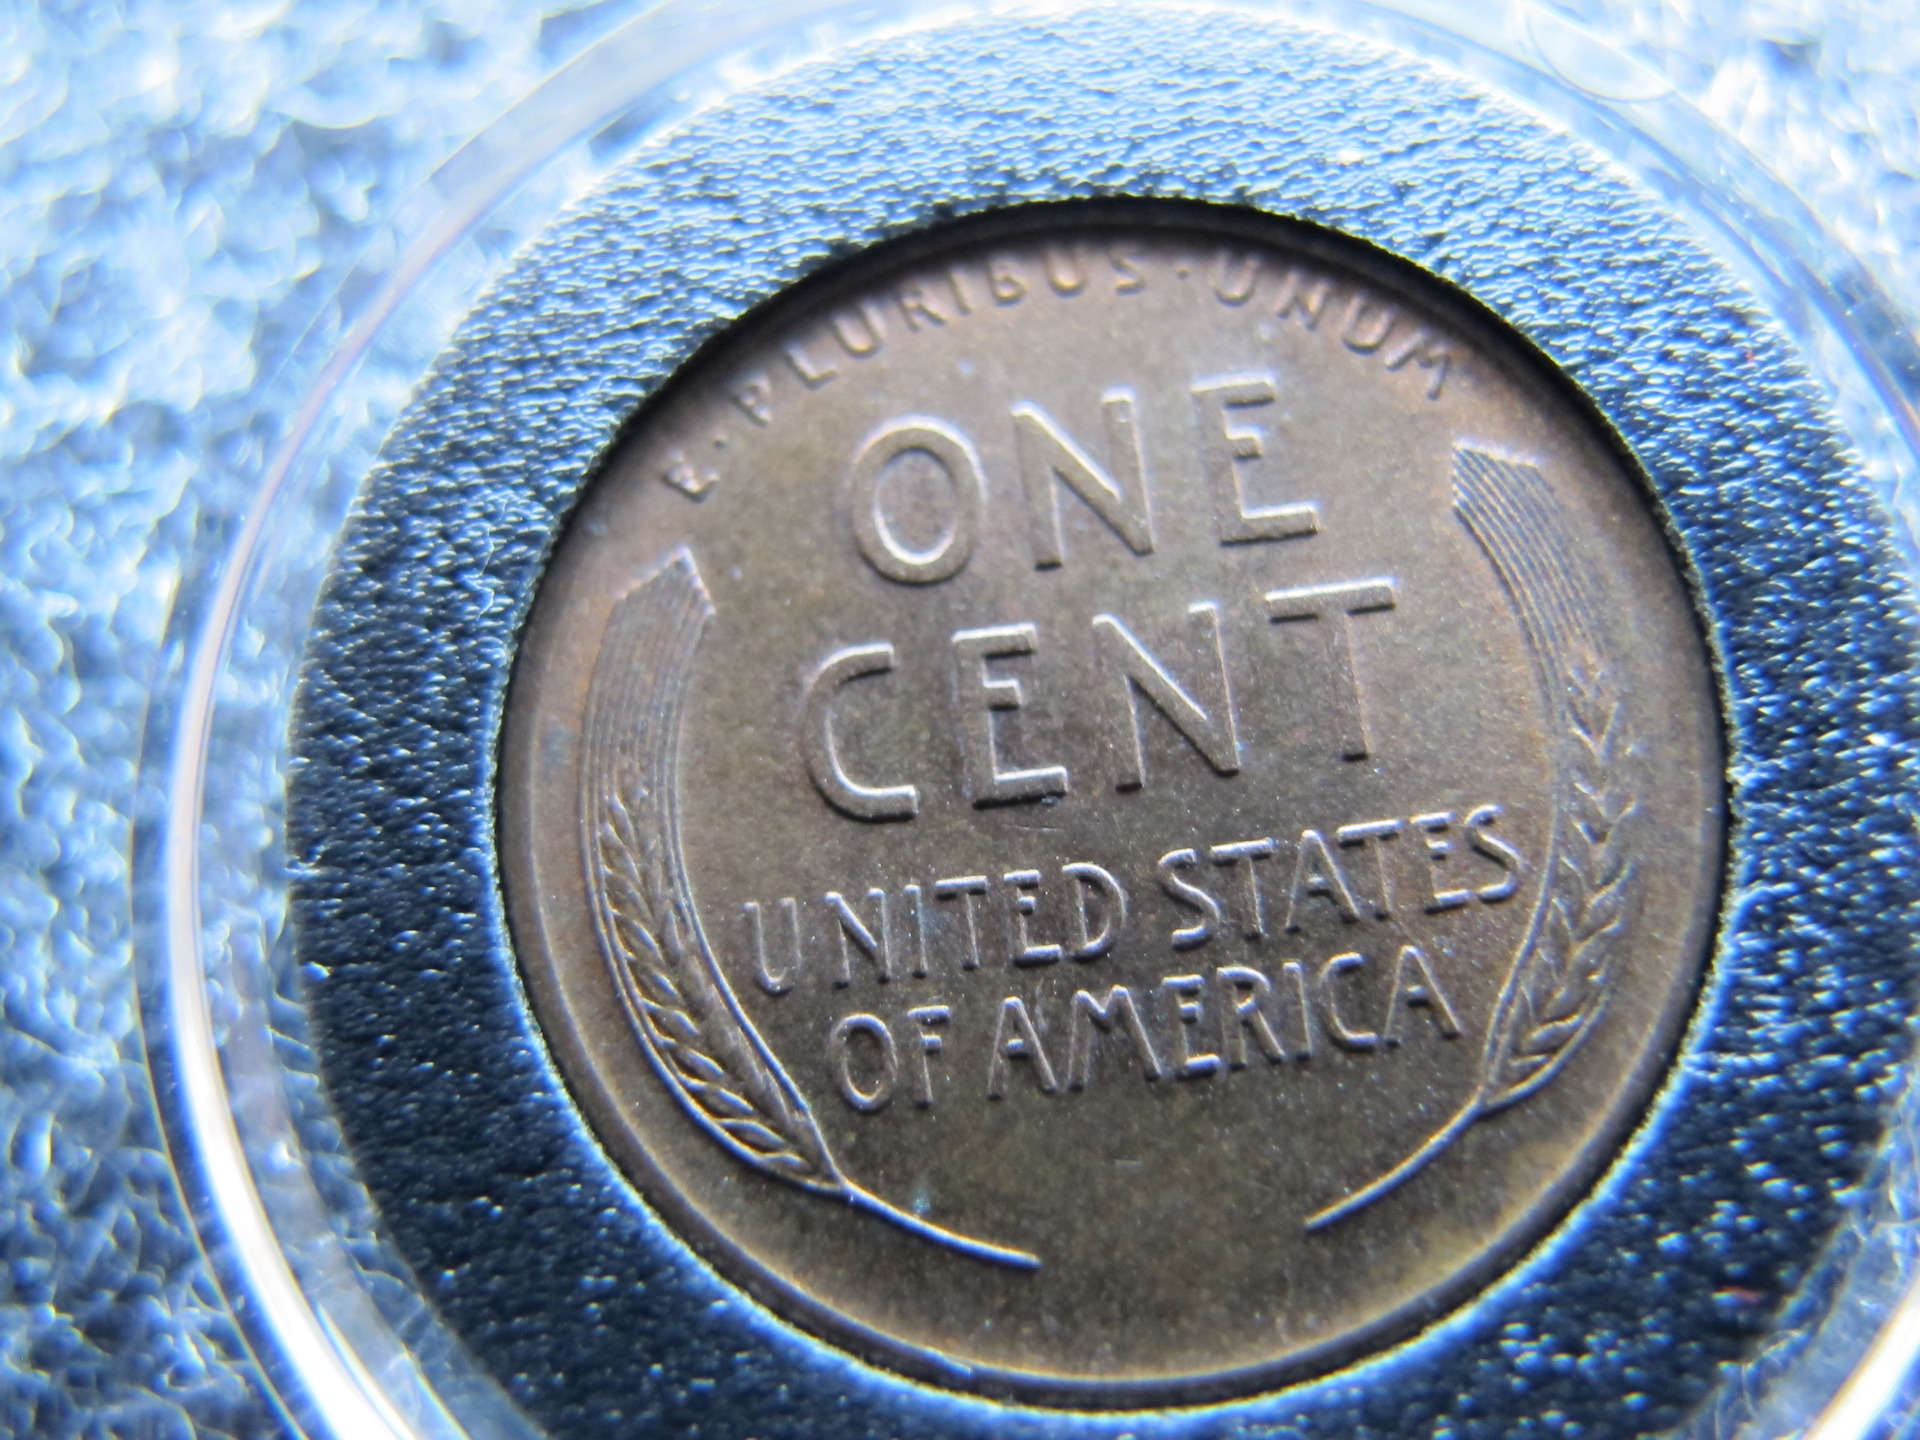 E·PLURIBUS·UNUM
ONE
CENT
UNITED STATES
OF AMERICA